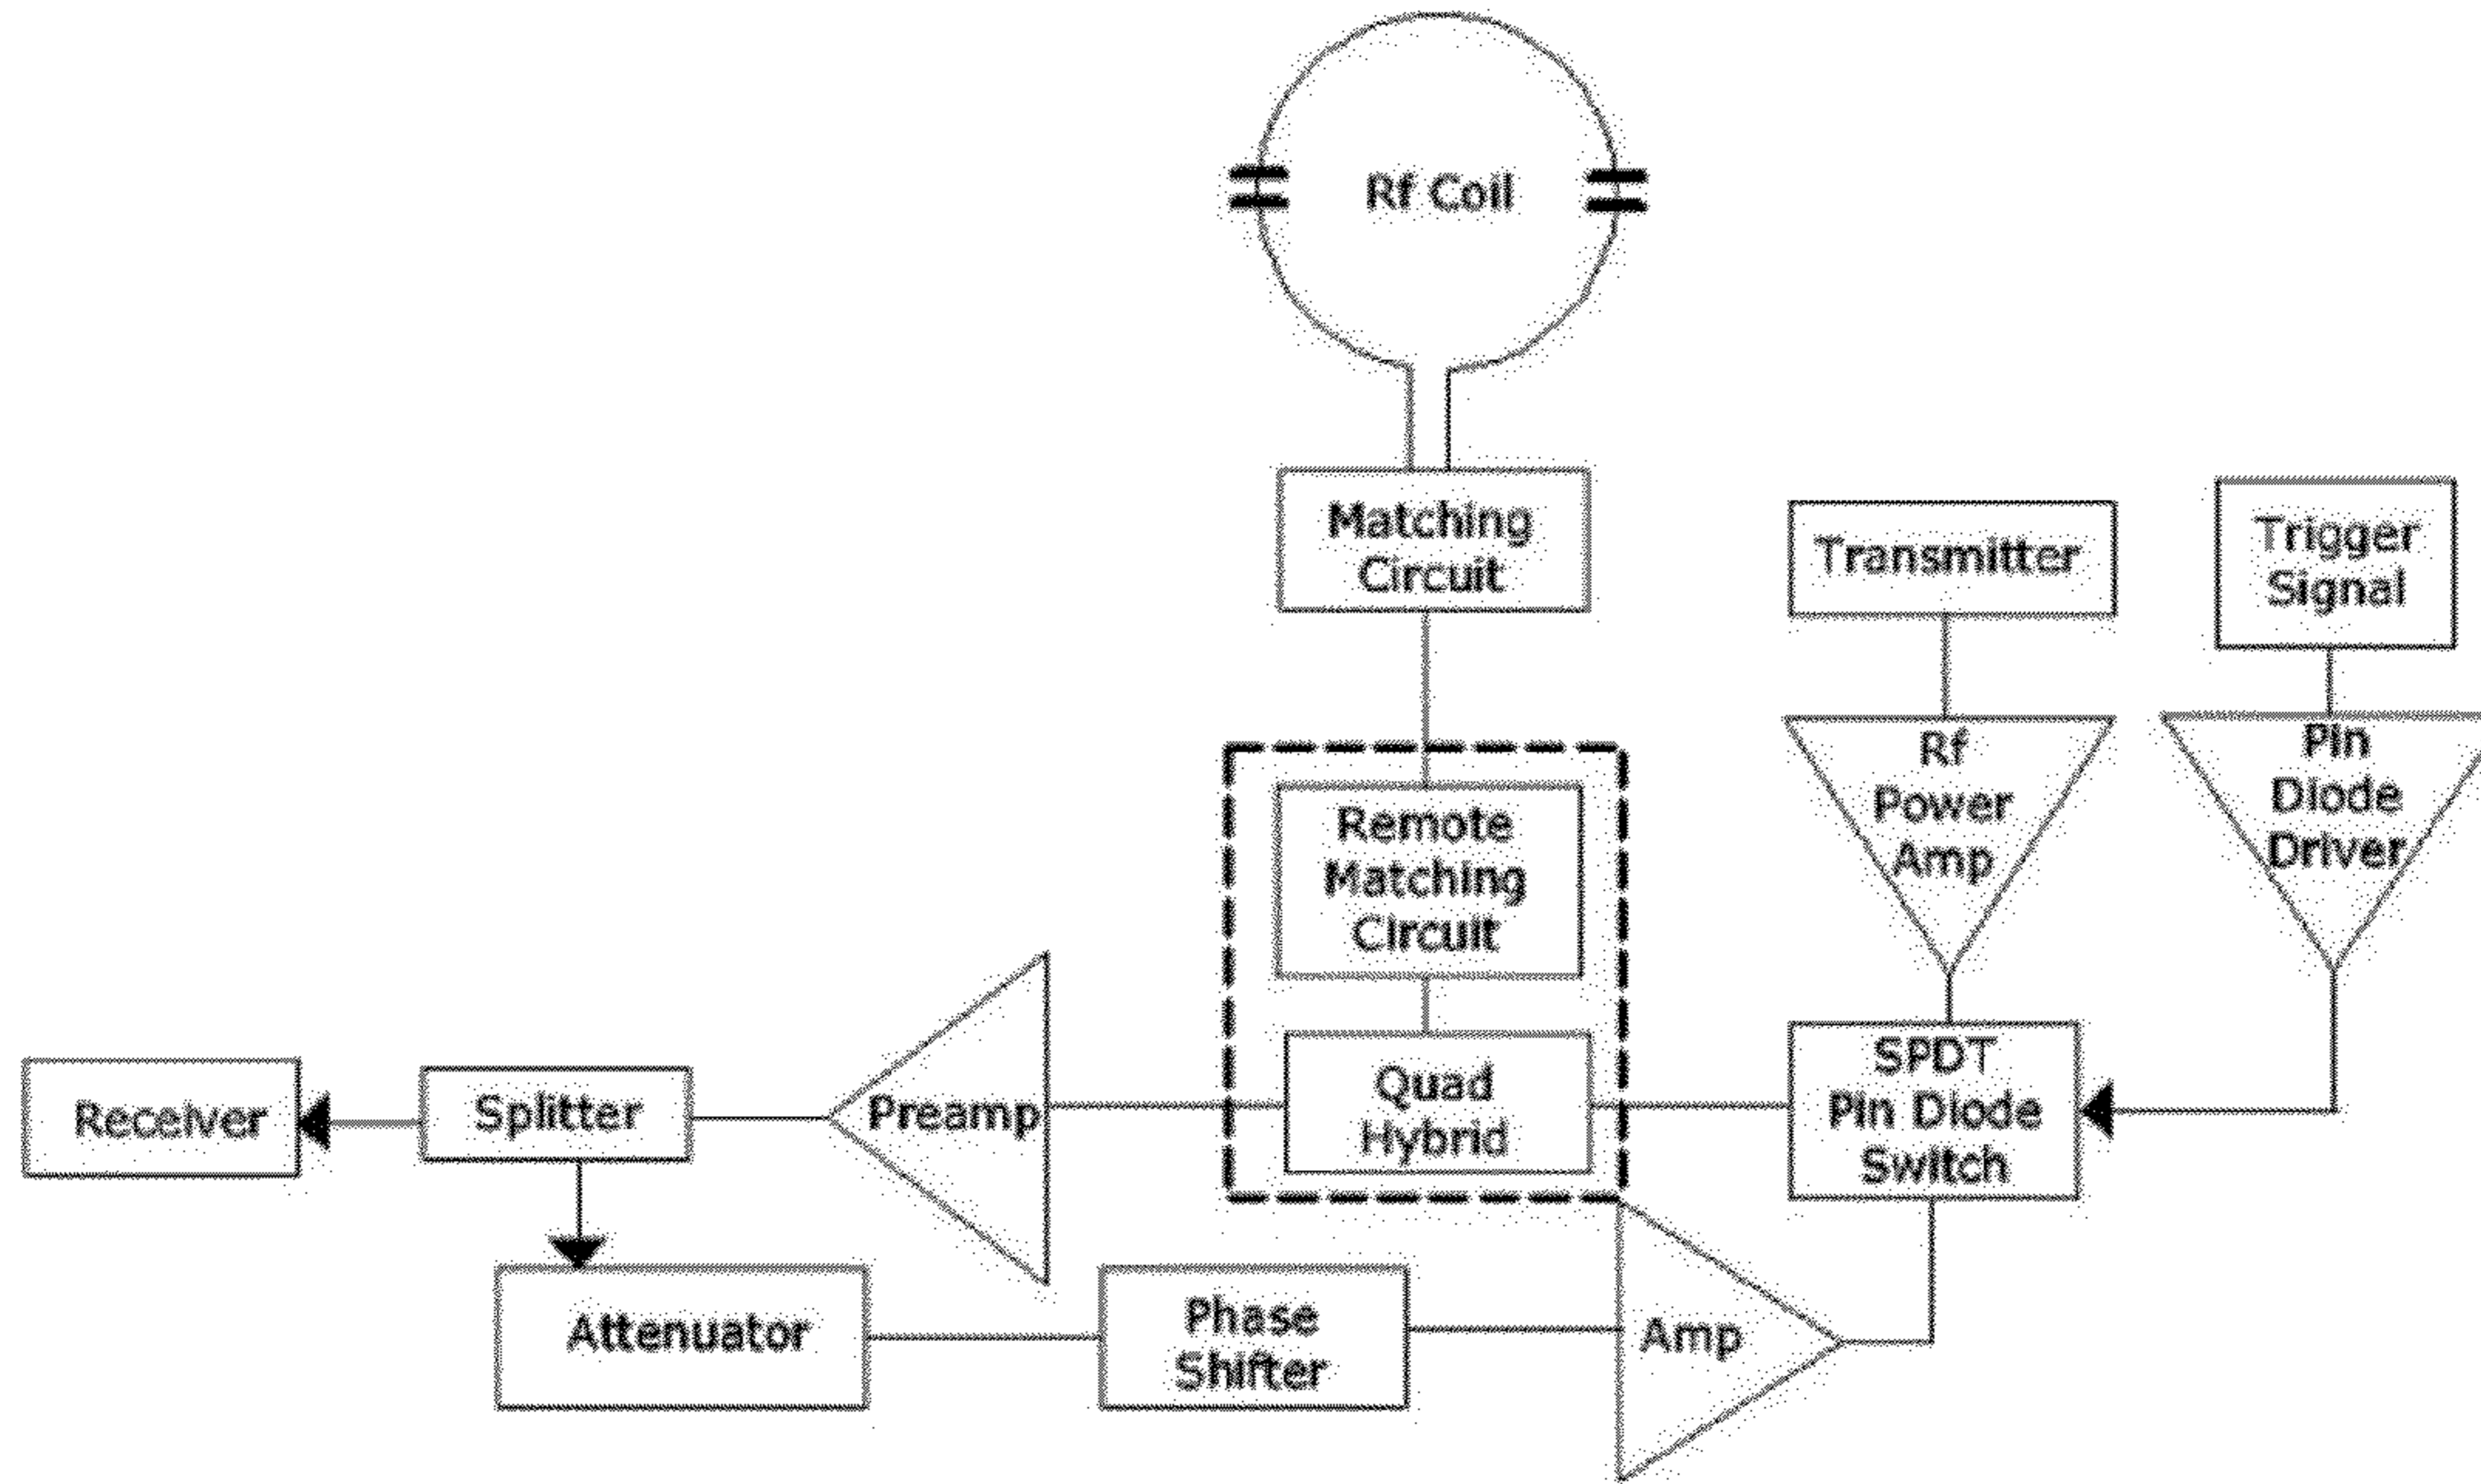 Rf Coil
Matching
Circuit
Transmitter
Trigger
Signal
Remote
Matching
Circuit
Rf
Power
Amp
Pin
Diode
Driver
Receiver
Splitter
Preamp
Quad
Hybrid
SPDT
Pin Diode
Switch
Attenuator
Phase
Shifter
Amp